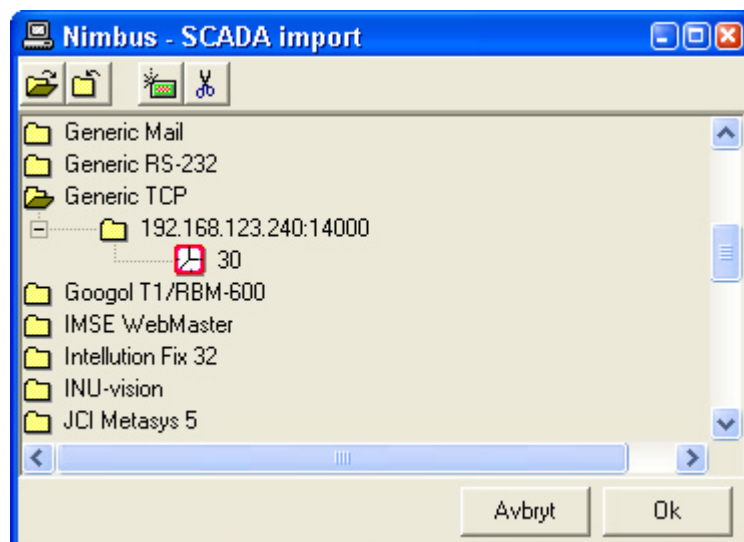 Nimbus - SCADA import
Generic Mail
Generic RS-232
Generic TCP
192.168.123.240:14000
30
Googol T1/RBM-600
IMSE WebMaster
Intellution Fix 32
INU-vision
JCI Metasys 5
Avbryt Ok